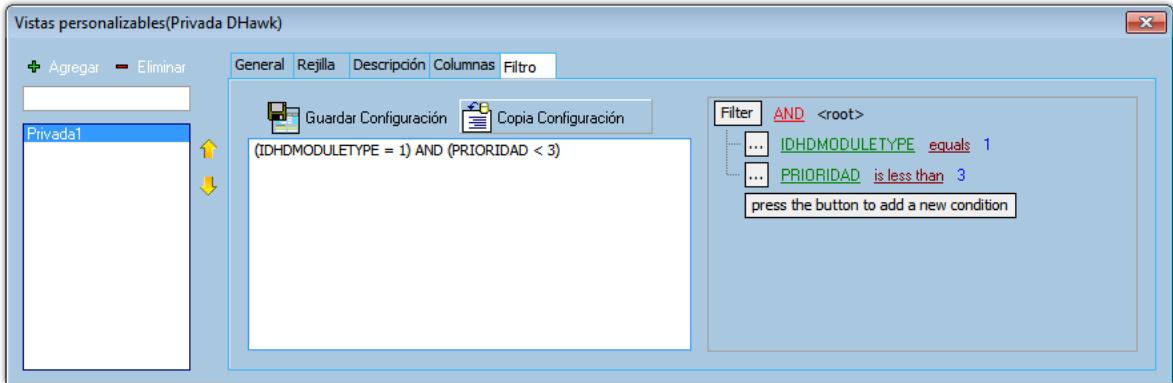 Vistas personalizables(Privada DHawk)
Agregar Eliminar
General Rejilla Descripción Columnas Filtro
Privada1
Guardar Configuración Copia Configuración
(IDHDMODULETYPE = 1) AND (PRIORIDAD < 3)
Filter AND <root>
... IDHDMODULETYPE equals 1
... PRIORIDAD is less than 3
press the button to add a new condition